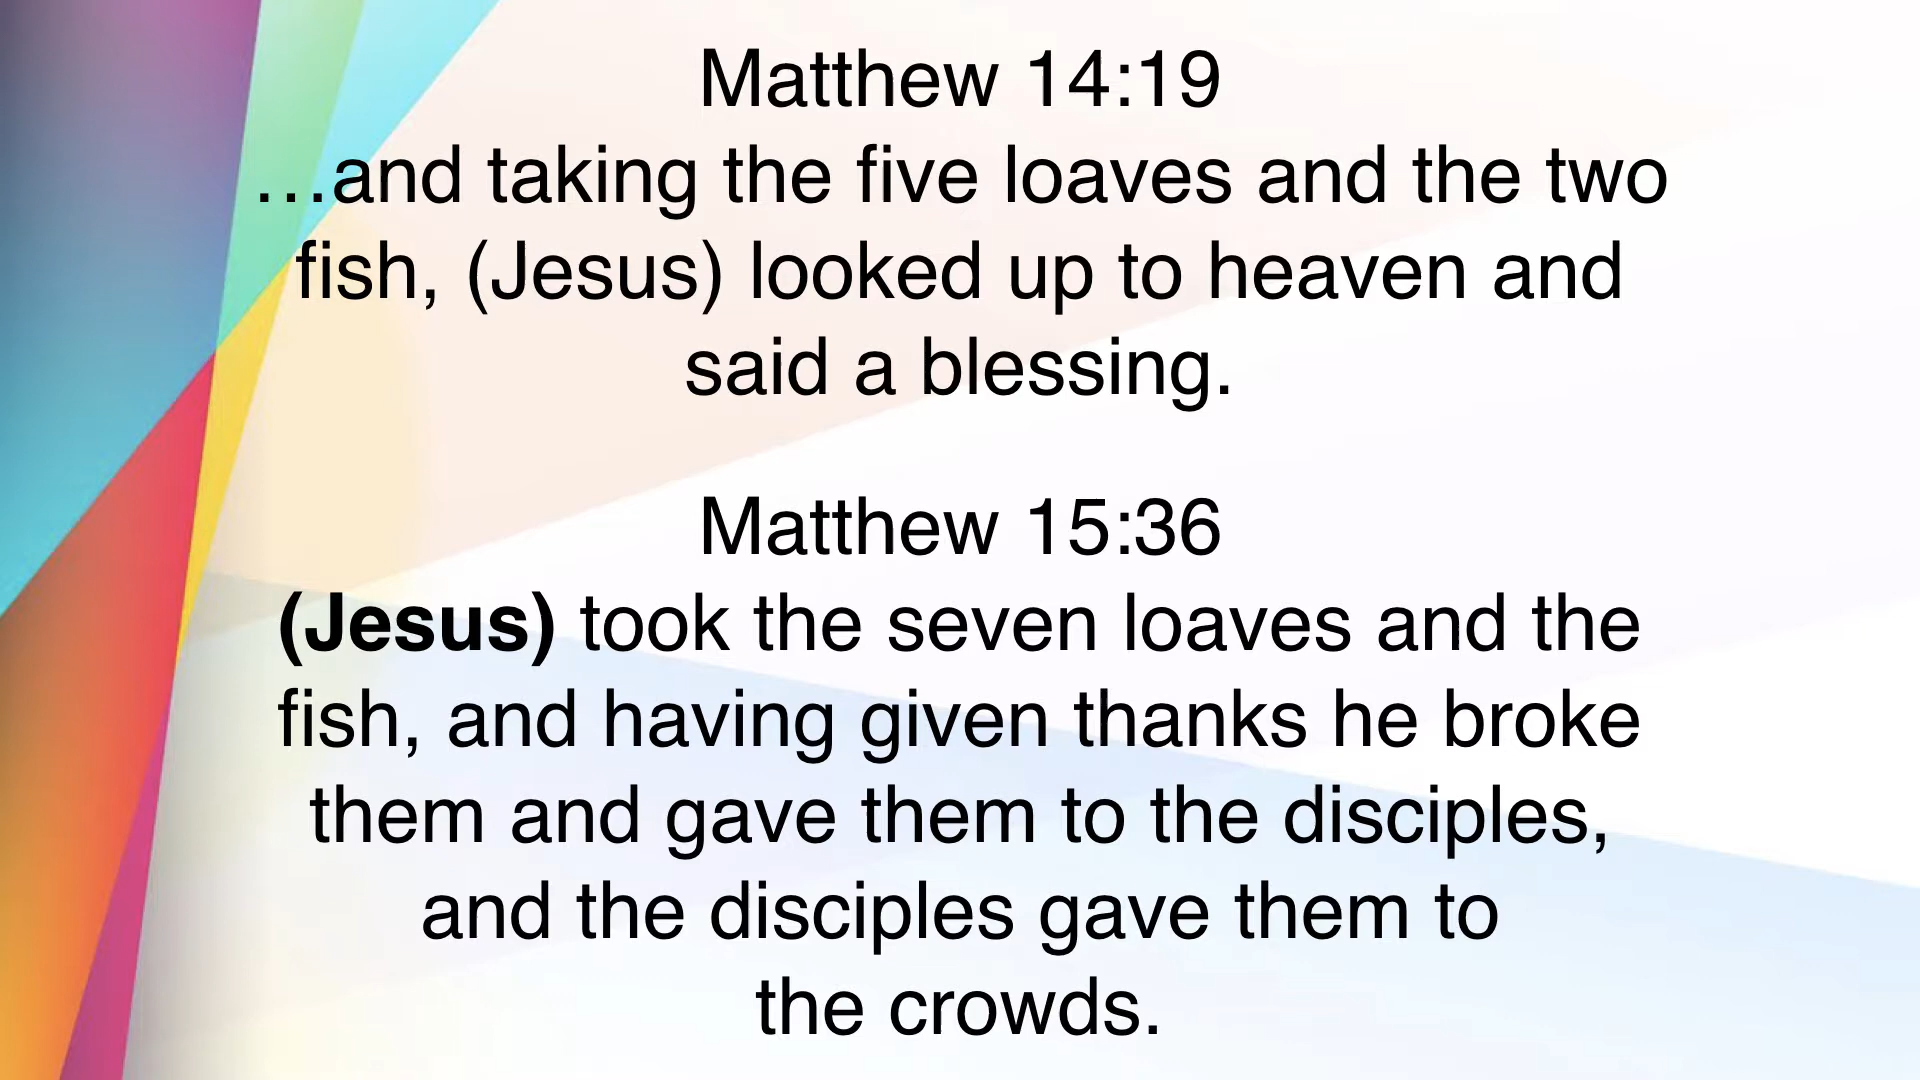 Matthew 14:19
…and taking the five loaves and the two
fish, (Jesus) looked up to heaven and
said a blessing.
Matthew 15:36
(Jesus) took the seven loaves and the
fish, and having given thanks he broke
them and gave them to the disciples,
and the disciples gave them to
the crowds.